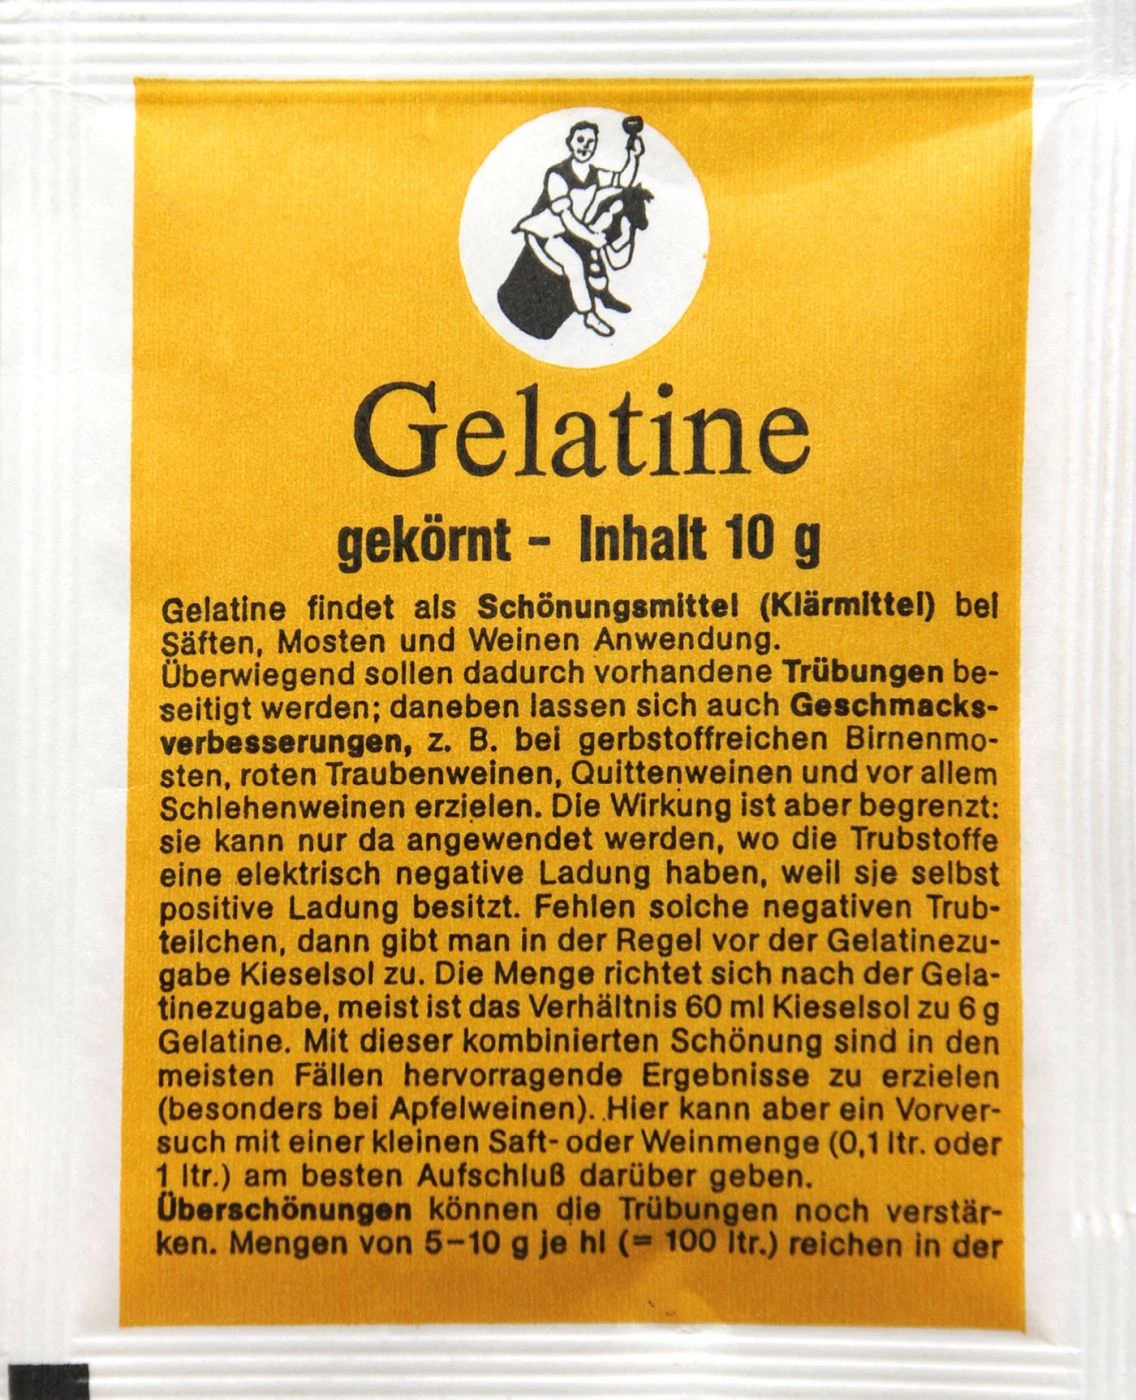 Gelatine
gekörnt - Inhalt 10 g
Gelatine findet als Schönungsmittel (Klärmittel) bei
Säften, Mosten und Weinen Anwendung.
Überwiegend sollen dadurch vorhandene Trübungen be-
seitigt werden; daneben lassen sich auch Geschmacks-
verbesserungen, z. B. bei gerbstoffreichen Birnenmo-
sten, roten Traubenweinen, Quittenweinen und vor allem
Schlehenweinen erzielen. Die Wirkung ist aber begrenzt:
sie kann nur da angewendet werden, wo die Trubstoffe
eine elektrisch negative Ladung haben, weil sie selbst
positive Ladung besitzt. Fehlen solche negativen Trub-
teilchen, dann gibt man in der Regel vor der Gelatinezu-
gabe Kieselsol zu. Die Menge richtet sich nach der Gela-
tinezugabe, meist ist das Verhältnis 60 ml Kieselsol zu 6 g
Gelatine. Mit dieser kombinierten Schönung sind in den
meisten Fällen hervorragende Ergebnisse zu erzielen
(besonders bei Apfelweinen). Hier kann aber ein Vorver-
such mit einer kleinen Saft- oder Weinmenge (0,1 ltr. oder
1 ltr.) am besten Aufschluß darüber geben.
Überschönungen können die Trübungen noch verstär-
ken. Mengen von 5–10 g je hl (= 100 ltr.) reichen in der